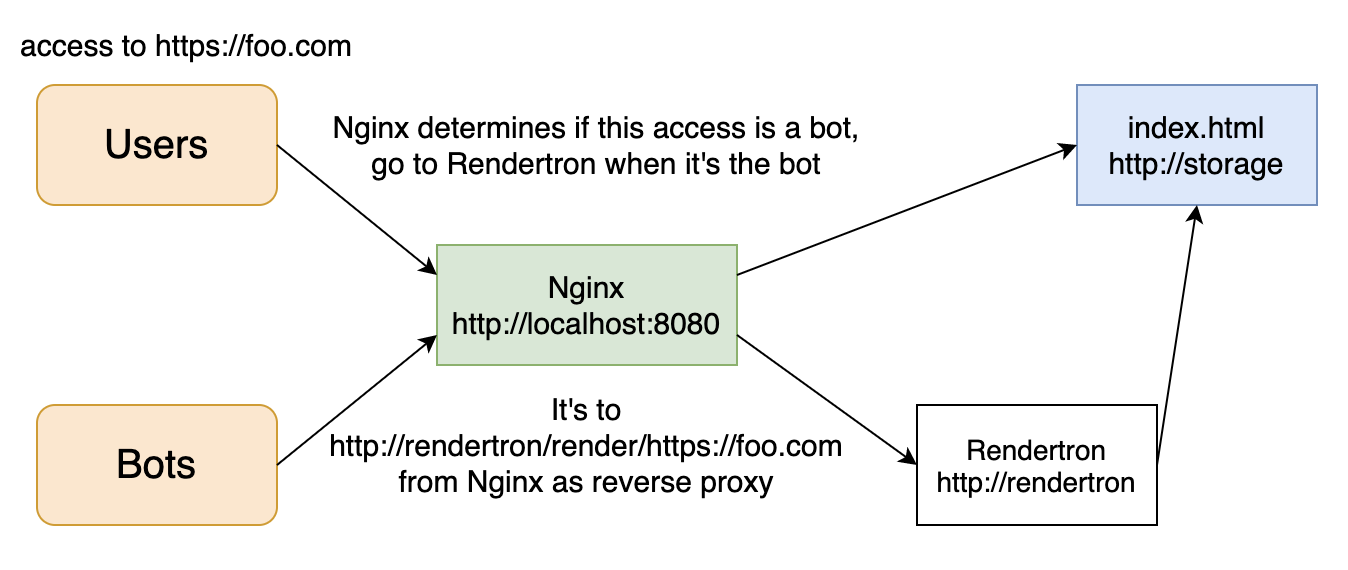 access to https://foo.com
Users
Nginx determines if this access is a bot,
go to Rendertron when it's the bot
index.html
http://storage
Nginx
http://localhost:8080
Bots
It's to
http://rendertron/render/https://foo.com
from Nginx as reverse proxy
Rendertron
http://rendertron